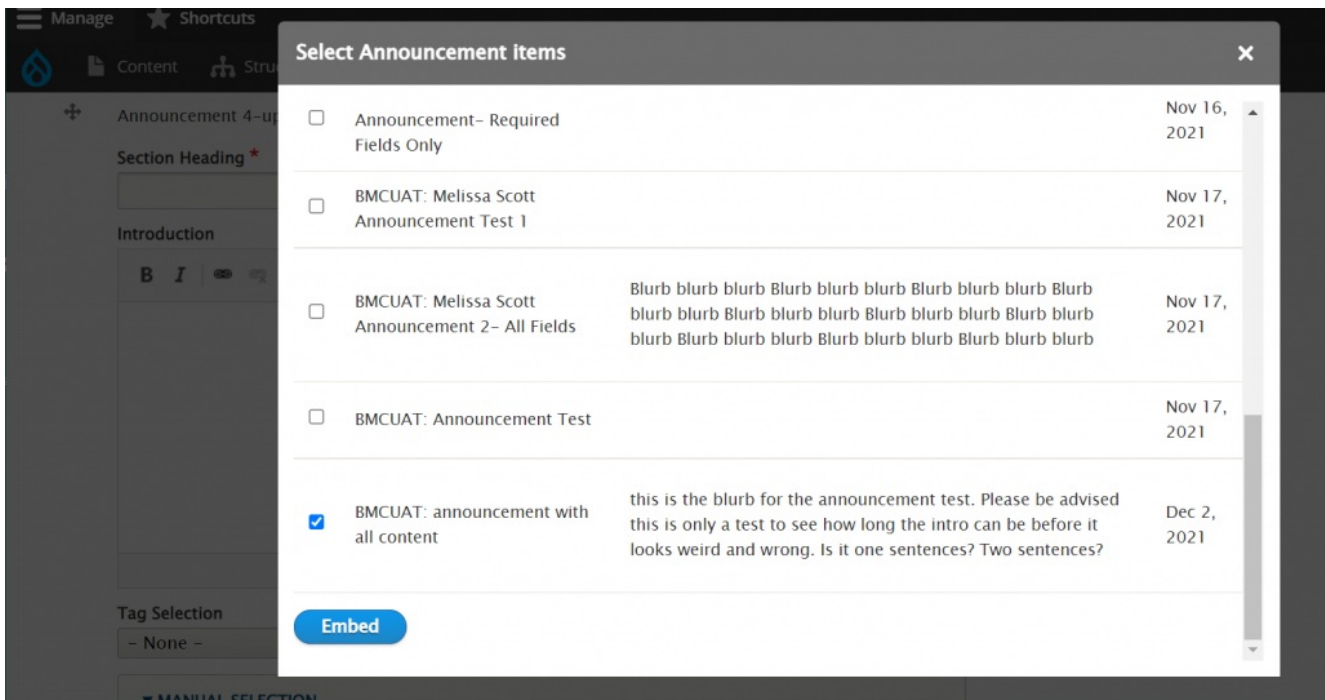 Manage Shortcuts
Select Announcement items
Content
Announcement 4-up
Section Heading *
Introduction
B I
Tag Selection
– None –
Announcement– Required
Fields Only
Nov 16,
2021
BMCUAT: Melissa Scott
Announcement Test 1
Nov 17,
2021
BMCUAT: Melissa Scott
Announcement 2– All Fields
Blurb blurb blurb Blurb blurb blurb Blurb blurb blurb Blurb
blurb blurb Blurb blurb blurb Blurb blurb blurb Blurb blurb
blurb Blurb blurb blurb Blurb blurb blurb Blurb blurb blurb
Nov 17,
2021
BMCUAT: Announcement Test
Nov 17,
2021
BMCUAT: announcement with
all content
this is the blurb for the announcement test. Please be advised
this is only a test to see how long the intro can be before it
looks weird and wrong. Is it one sentences? Two sentences?
Dec 2,
2021
Embed
MANUAL SELECTION